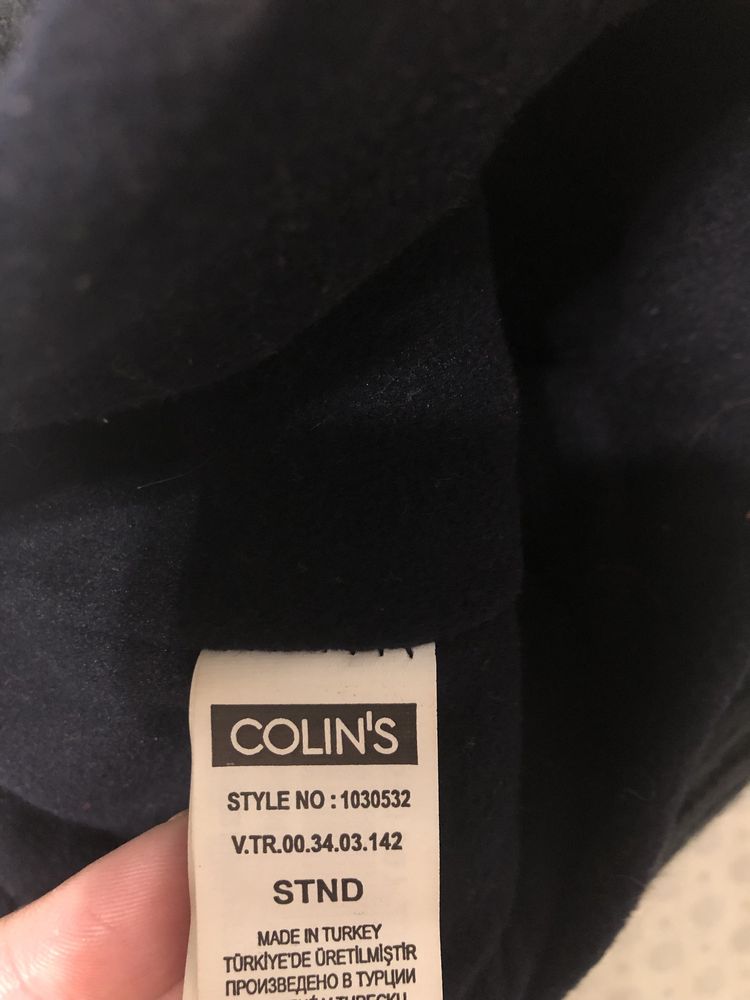 COLIN'S
STYLE NO : 1030532
V.TR.00.34.03.142
STND
MADE IN TURKEY
TÜRKİYE'DE ÜRETİLMİŞTİR
ПРОИЗВЕДЕНО В ТУРЦИИ